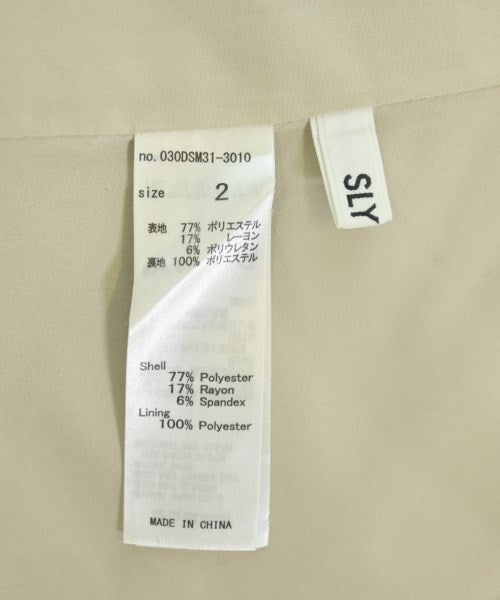 no. 030DSM31-3010
size 2
表地 77% ポリエステル
17% レーヨン
6% ポリウレタン
裏地 100% ポリエステル
Shell
77% Polyester
17% Rayon
6% Spandex
Lining
100% Polyester
MADE IN CHINA
SLY